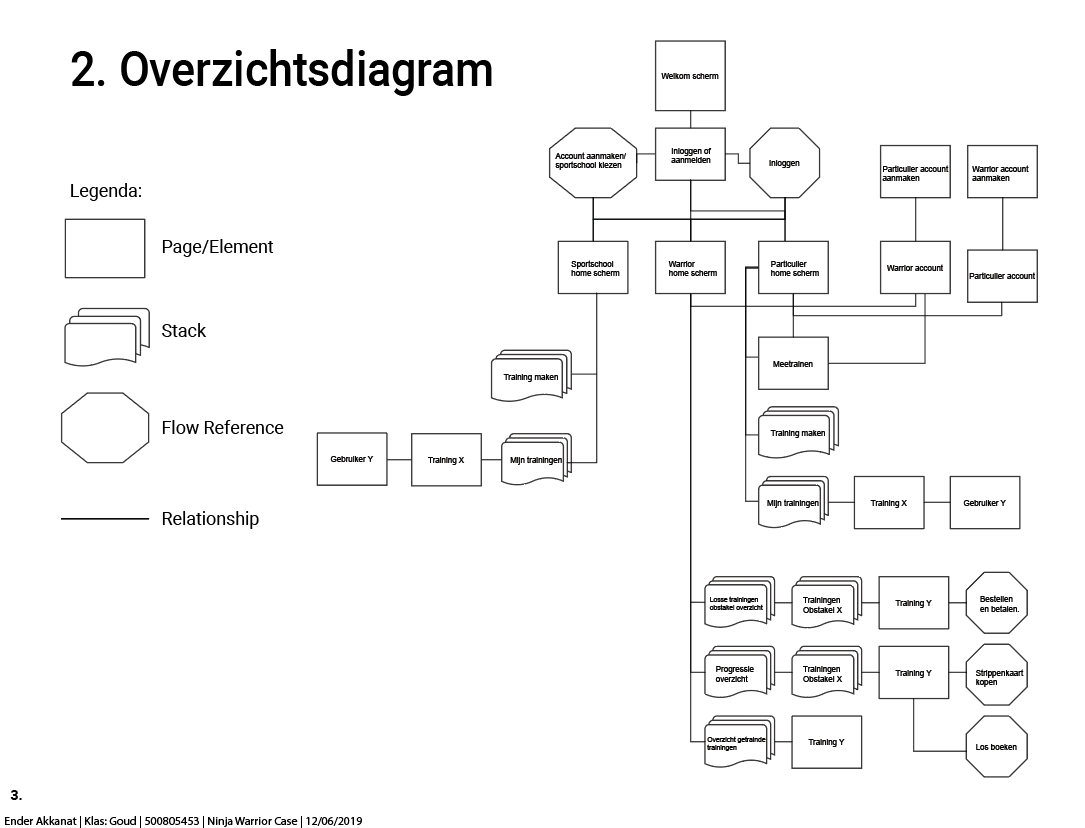 2. Overzichtsdiagram
Legenda:
Page/Element
Stack
Flow Reference
Relationship
Welkom scherm
Account aanmaken/
sportschool kiezen
Inloggen of
aanmelden
Inloggen
Particulier account
aanmaken
Warrior account
aanmaken
Sportschool
home scherm
Warrior
home scherm
Particulier
home scherm
Warrior account
Particulier account
Training maken
Meetrainen
Gebruiker Y
Training X
Mijn trainingen
Training maken
Mijn trainingen
Training X
Gebruiker Y
Losse trainingen
obstakel overzicht
Trainingen
Obstakel X
Training Y
Bestellen
en betalen.
Progressie
overzicht
Trainingen
Obstakel X
Training Y
Strippenkaart
kopen
Overzicht getrainde
trainingen
Training Y
Los boeken
3.
Ender Akkanat | Klas: Goud | 500805453 | Ninja Warrior Case | 12/06/2019